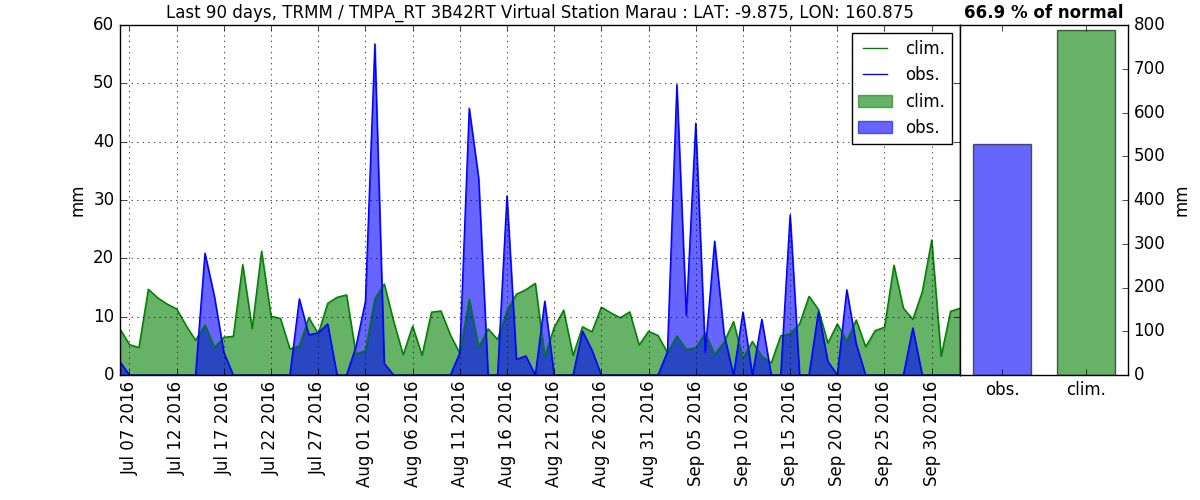 Last 90 days, TRMM / TMPA_RT 3B42RT Virtual Station Marau : LAT: -9.875, LON: 160.875
66.9 % of normal
60
50
40
30
20
10
0
mm
clim.
obs.
clim.
obs.
800
700
600
500
400
300
200
100
0
mm
Jul 07 2016
Jul 12 2016
Jul 17 2016
Jul 22 2016
Jul 27 2016
Aug 01 2016
Aug 06 2016
Aug 11 2016
Aug 16 2016
Aug 21 2016
Aug 26 2016
Aug 31 2016
Sep 05 2016
Sep 10 2016
Sep 15 2016
Sep 20 2016
Sep 25 2016
Sep 30 2016
obs.
clim.